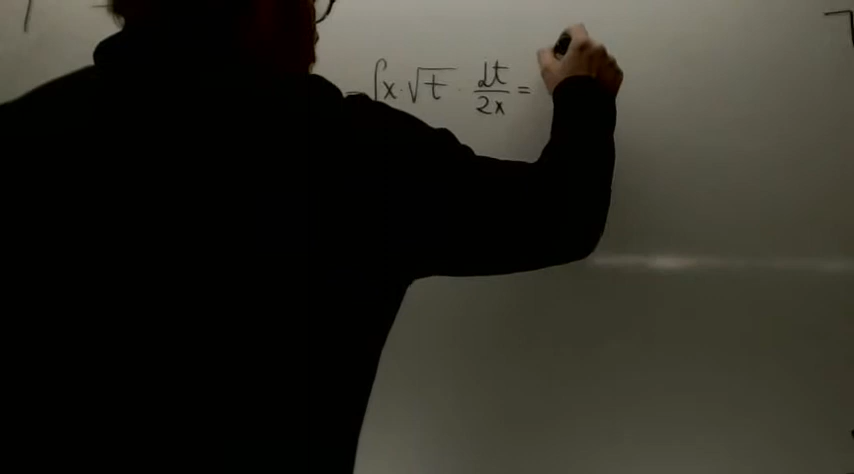 ∫x·√t · dt/2x =